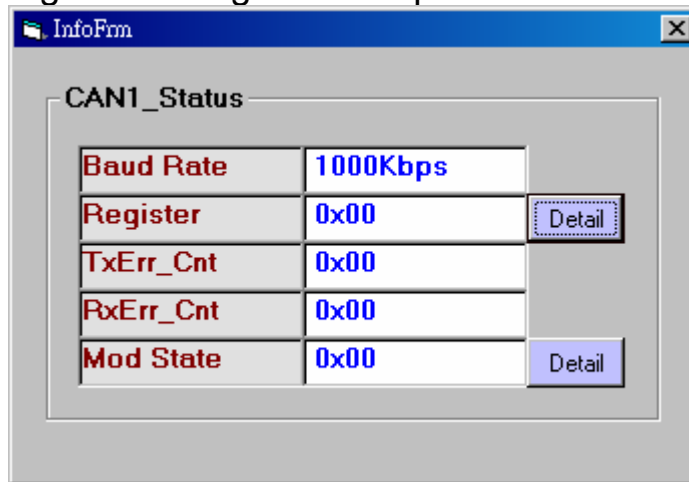 InfoFrm
CAN1_Status
Baud Rate 1000Kbps
Register 0x00 Detail
TxErr_Cnt 0x00
RxErr_Cnt 0x00
Mod State 0x00 Detail